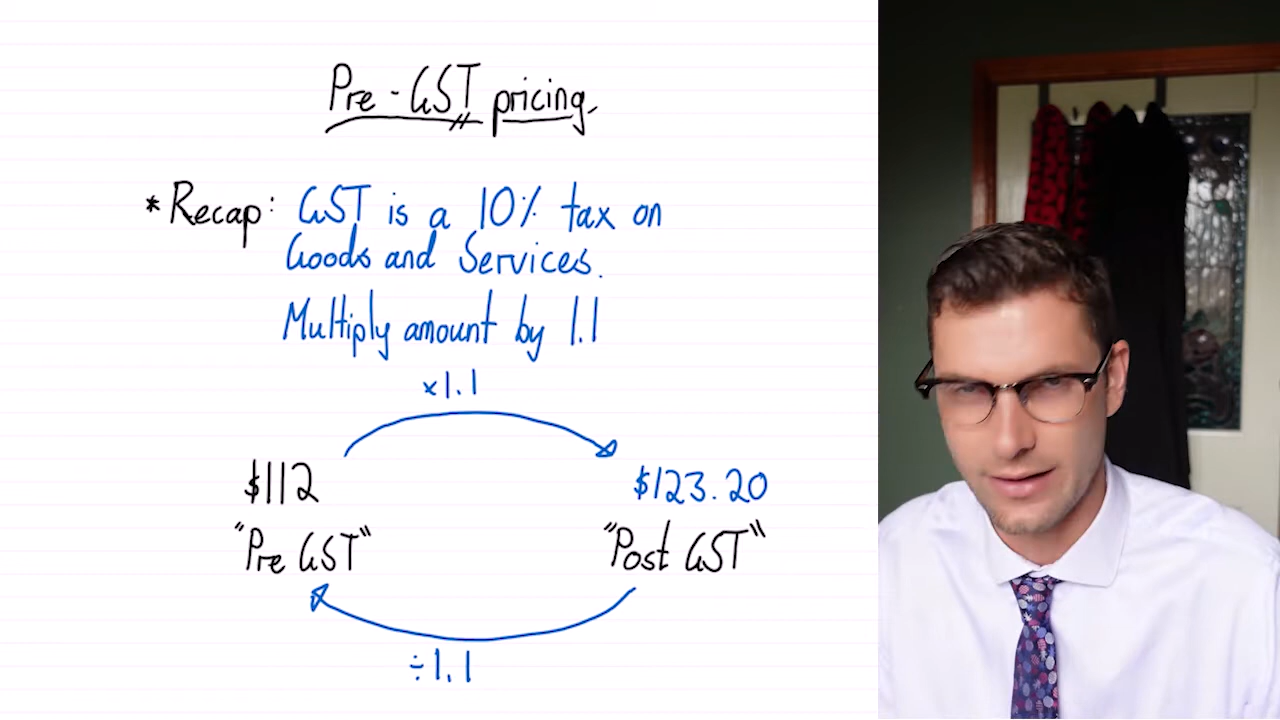 Pre-GST pricing.
*Recap: GST is a 10% tax on
Goods and Services.
Multiply amount by 1.1
×1.1
$112 $123.20
"Pre GST" "Post GST"
÷1.1